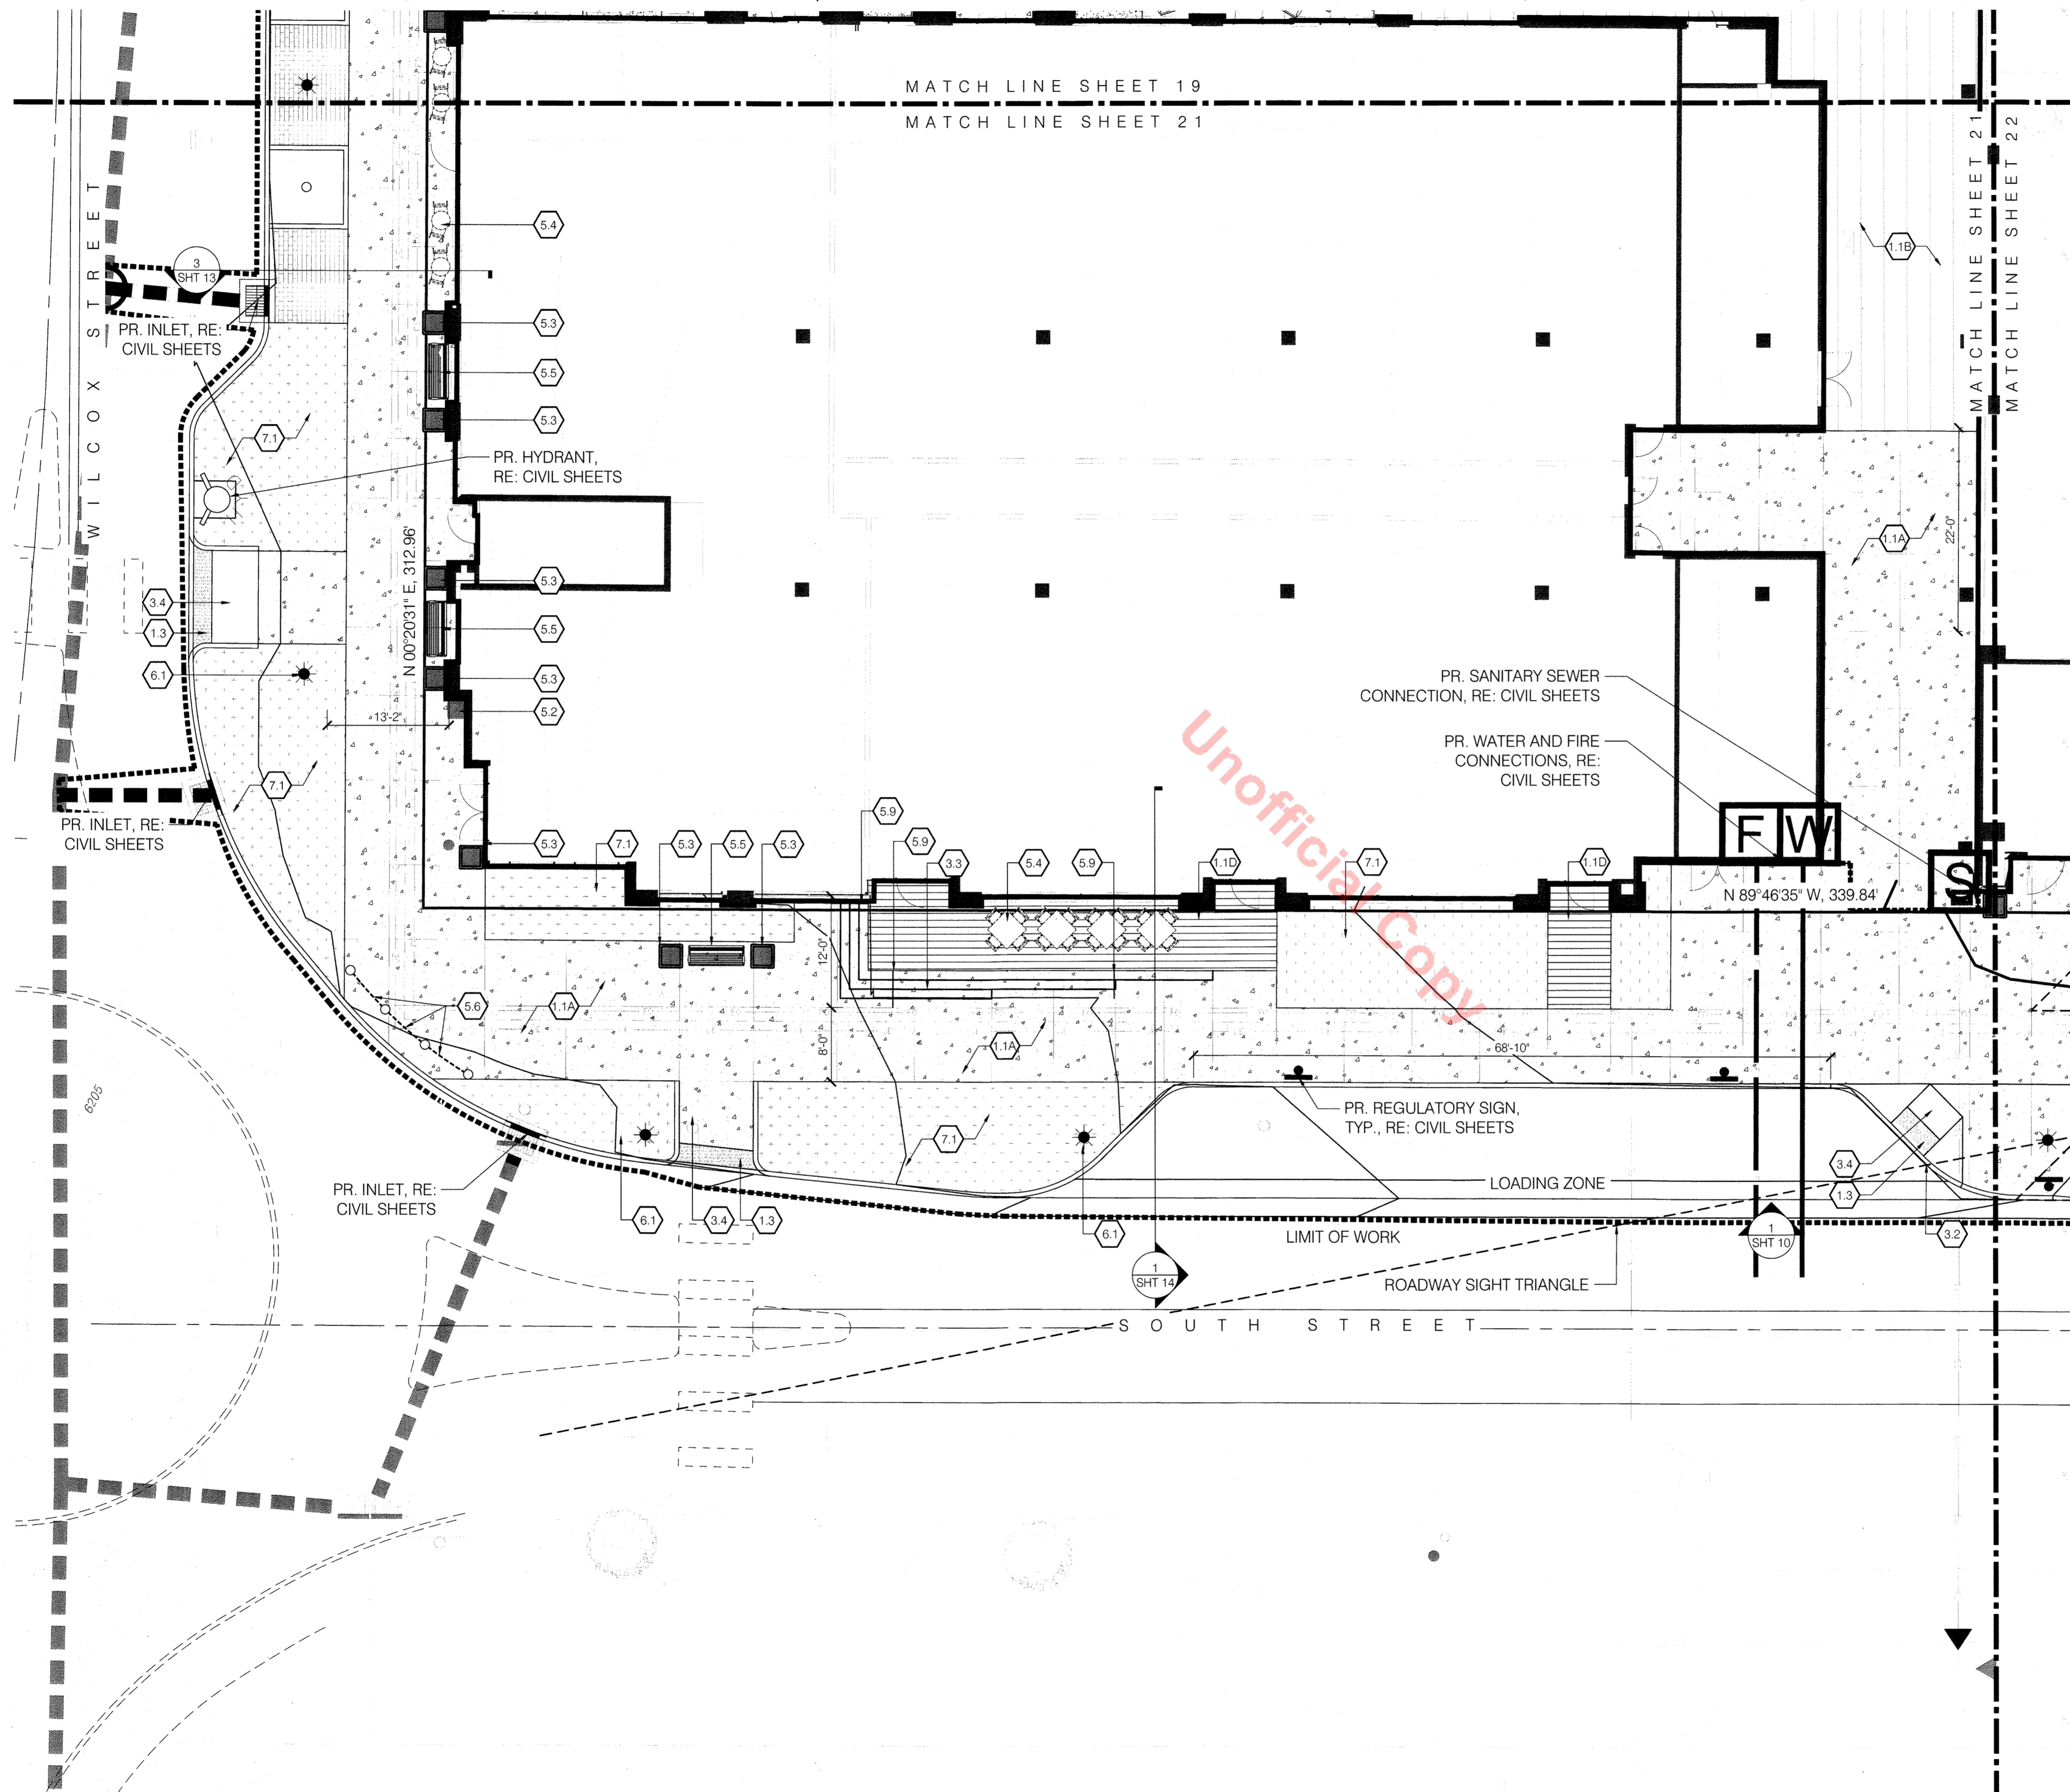 MATCH LINE SHEET 19
MATCH LINE SHEET 21
MATCH LINE SHEET 21
MATCH LINE SHEET 22
WILCOX STREET
3
SHT 13
PR. INLET, RE:
CIVIL SHEETS
5.4
1.1B
5.3
5.5
5.3
7.1
PR. HYDRANT,
RE: CIVIL SHEETS
N 00°20'31" E, 312.96'
1.1A
22'-0"
3.4
1.3
6.1
5.3
5.5
5.3
5.2
13'-2"
PR. SANITARY SEWER
CONNECTION, RE: CIVIL SHEETS
PR. WATER AND FIRE
CONNECTIONS, RE:
CIVIL SHEETS
7.1
PR. INLET, RE:
CIVIL SHEETS
F W
S
5.3
7.1
5.3
5.5
5.3
5.9
5.9
3.3
5.4
5.9
1.1D
7.1
1.1D
N 89°46'35" W, 339.84'
12'-0"
Unofficial Copy
5.6
1.1A
8'-0"
1.1A
68'-10"
6205
PR. REGULATORY SIGN,
TYP., RE: CIVIL SHEETS
7.1
PR. INLET, RE:
CIVIL SHEETS
LOADING ZONE
3.4
1.3
6.1
3.4
1.3
6.1
3.2
LIMIT OF WORK
1
SHT 10
1
SHT 14
ROADWAY SIGHT TRIANGLE
SOUTH STREET